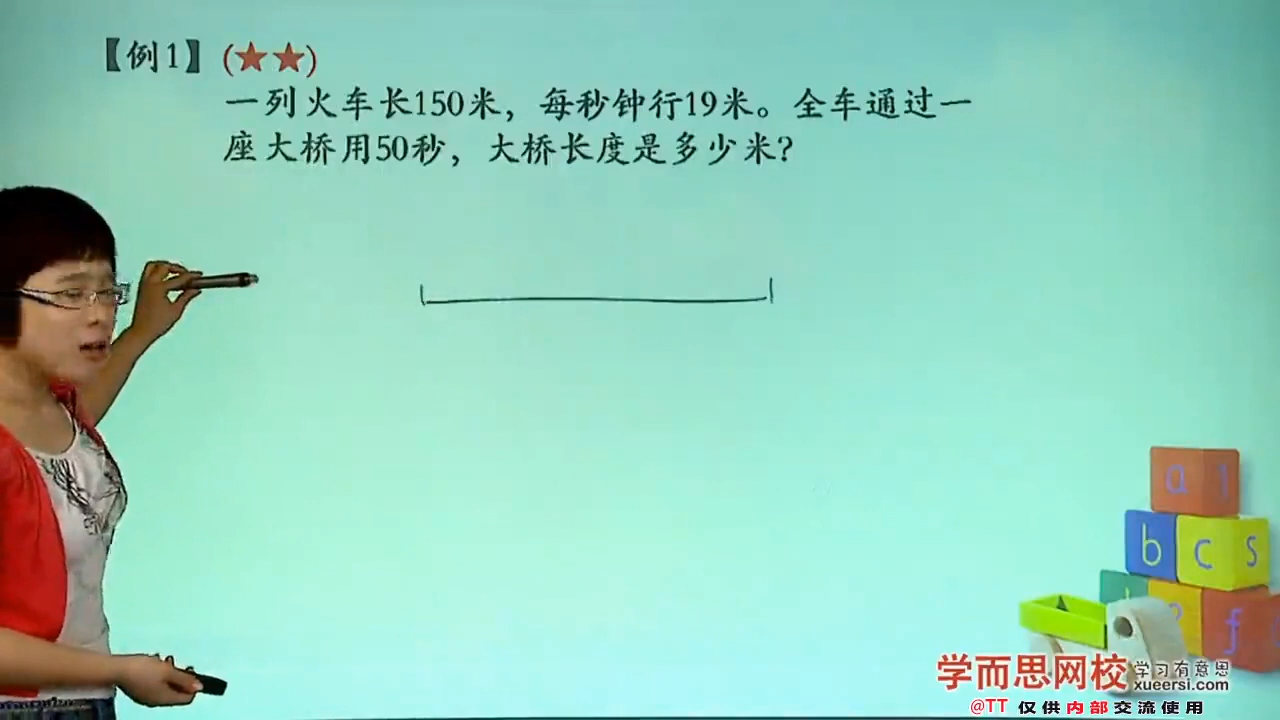 【例1】(★★)
一列火车长150米，每秒钟行19米。全车通过一
座大桥用50秒，大桥长度是多少米?
a 1
b c s
f
学而思网校 学习有意思
xueersi.com
@TT 仅供内部交流使用